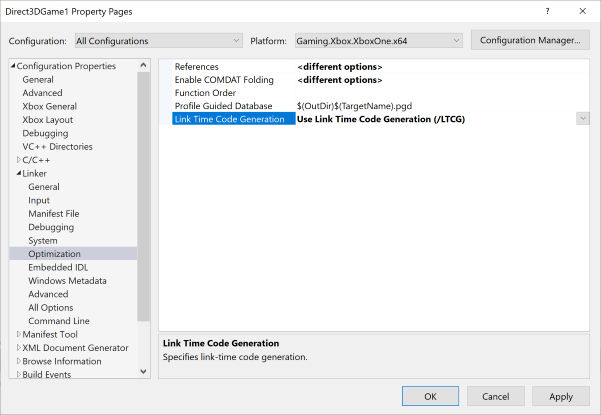 Direct3DGame1 Property Pages
Configuration: All Configurations Platform: Gaming.Xbox.XboxOne.x64 Configuration Manager...
Configuration Properties
General
Advanced
Xbox General
Xbox Layout
Debugging
VC++ Directories
C/C++
Linker
General
Input
Manifest File
Debugging
System
Optimization
Embedded IDL
Windows Metadata
Advanced
All Options
Command Line
Manifest Tool
XML Document Generator
Browse Information
Build Events
References <different options>
Enable COMDAT Folding <different options>
Function Order
Profile Guided Database $(OutDir)$(TargetName).pgd
Link Time Code Generation Use Link Time Code Generation (/LTCG)
Link Time Code Generation
Specifies link-time code generation.
OK Cancel Apply